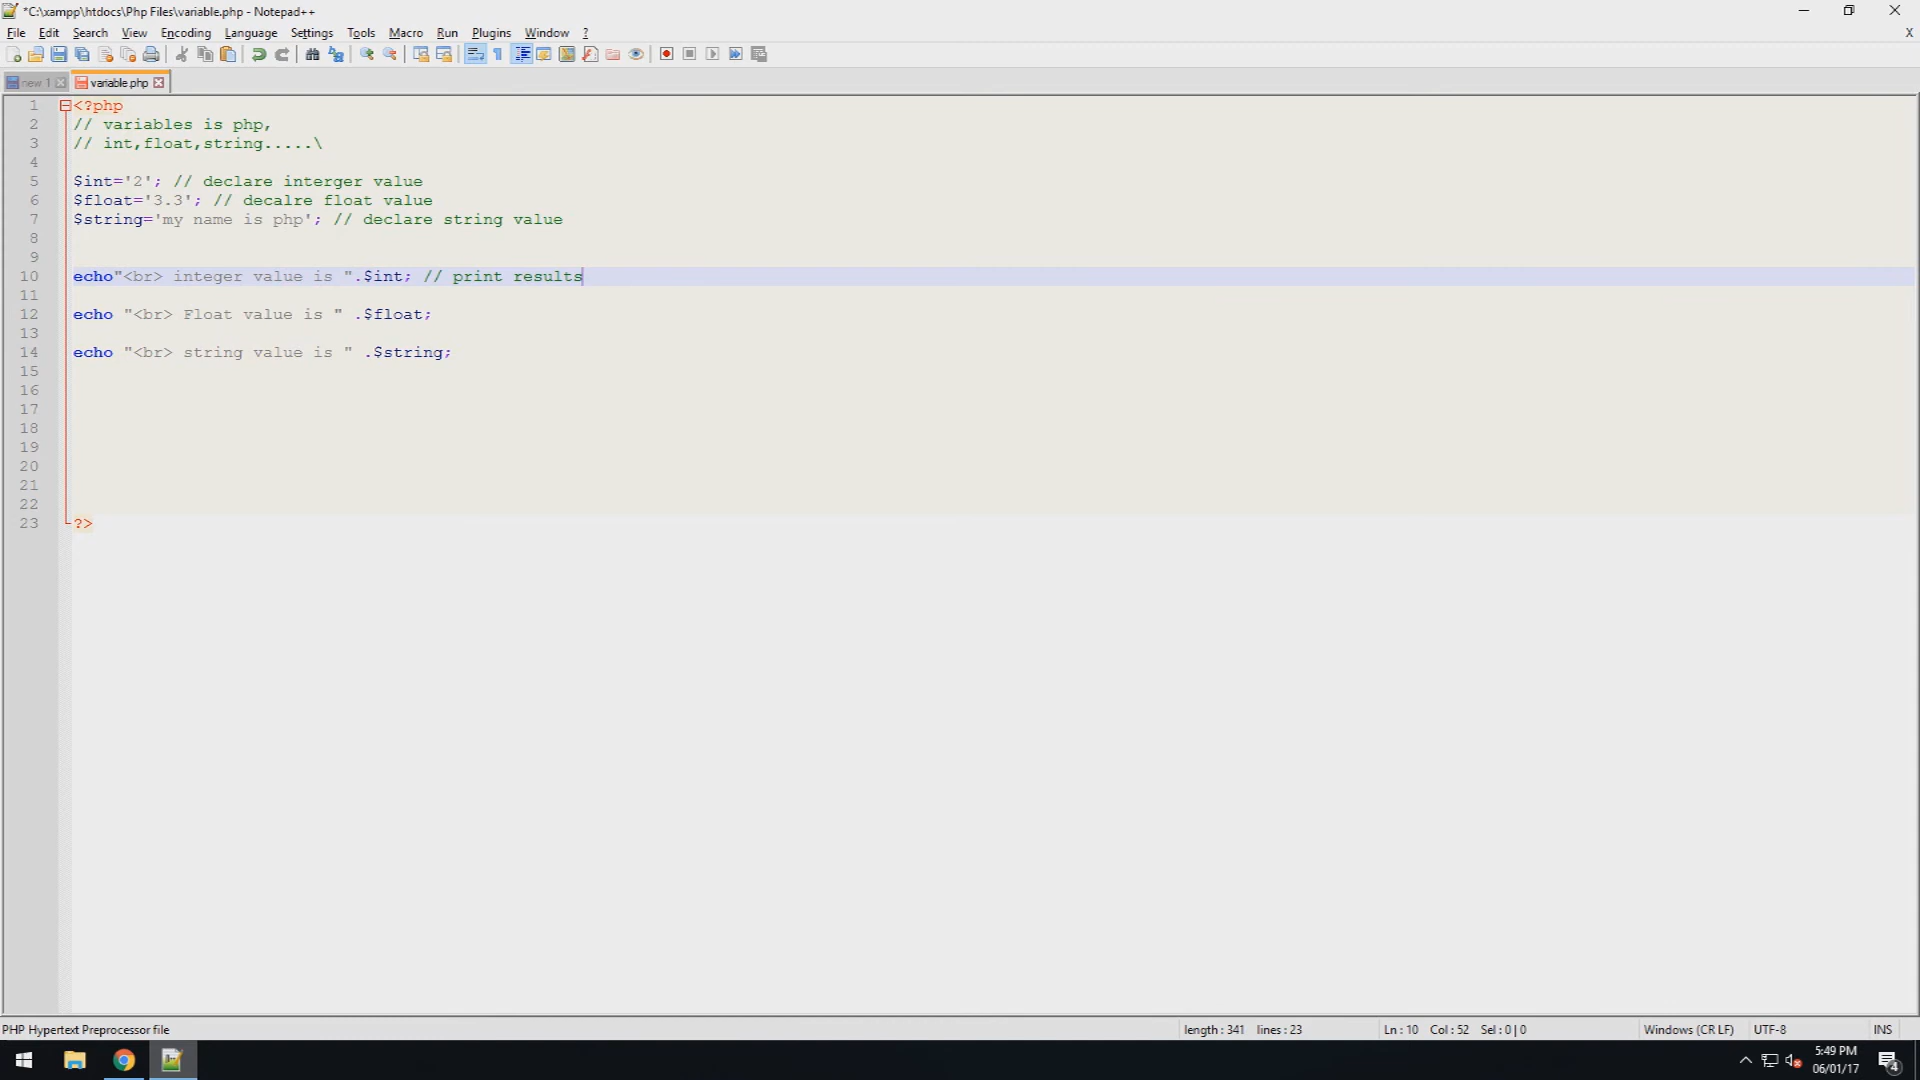 *C:\xampp\htdocs\Php Files\variable.php - Notepad++
File Edit Search View Encoding Language Settings Tools Macro Run Plugins Window ? X
new 1 variable.php
1 <?php
2 // variables is php,
3 // int,float,string.....\
4
5 $int='2'; // declare interger value
6 $float='3.3'; // decalre float value
7 $string='my name is php'; // declare string value
8
9
10 echo"<br> integer value is ".$int; // print results
11
12 echo "<br> Float value is " .$float;
13
14 echo "<br> string value is " .$string;
15
16
17
18
19
20
21
22
23 ?>
PHP Hypertext Preprocessor file length : 341 lines : 23 Ln : 10 Col : 52 Sel : 0 | 0 Windows (CR LF) UTF-8 INS
5:49 PM
06/01/17
4